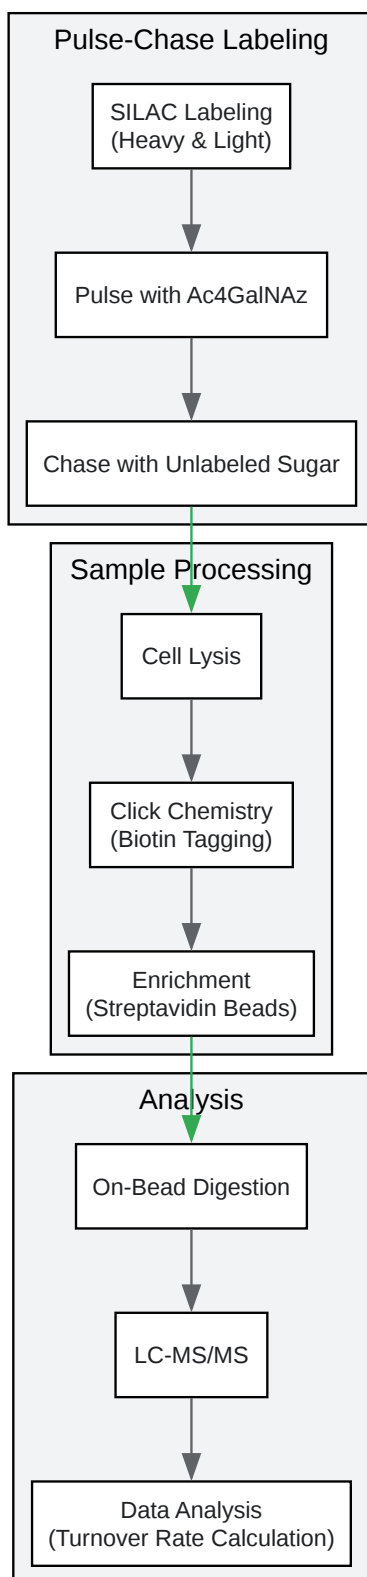 Pulse-Chase Labeling
SILAC Labeling
(Heavy & Light)
Pulse with Ac4GalNAz
Chase with Unlabeled Sugar
Sample Processing
Cell Lysis
Click Chemistry
(Biotin Tagging)
Enrichment
(Streptavidin Beads)
Analysis
On-Bead Digestion
LC-MS/MS
Data Analysis
(Turnover Rate Calculation)